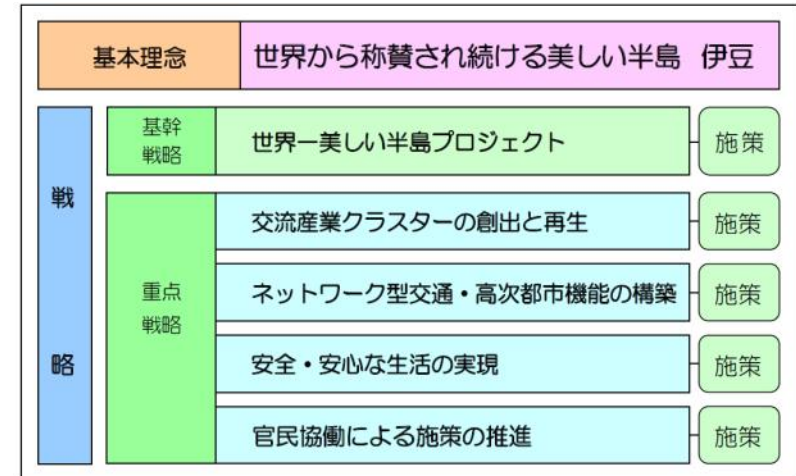 基本理念
世界から称賛され続ける美しい半島 伊豆
戦略
基幹
戦略
世界一美しい半島プロジェクト
施策
重点
戦略
交流産業クラスターの創出と再生
施策
ネットワーク型交通・高次都市機能の構築
施策
安全・安心な生活の実現
施策
官民協働による施策の推進
施策